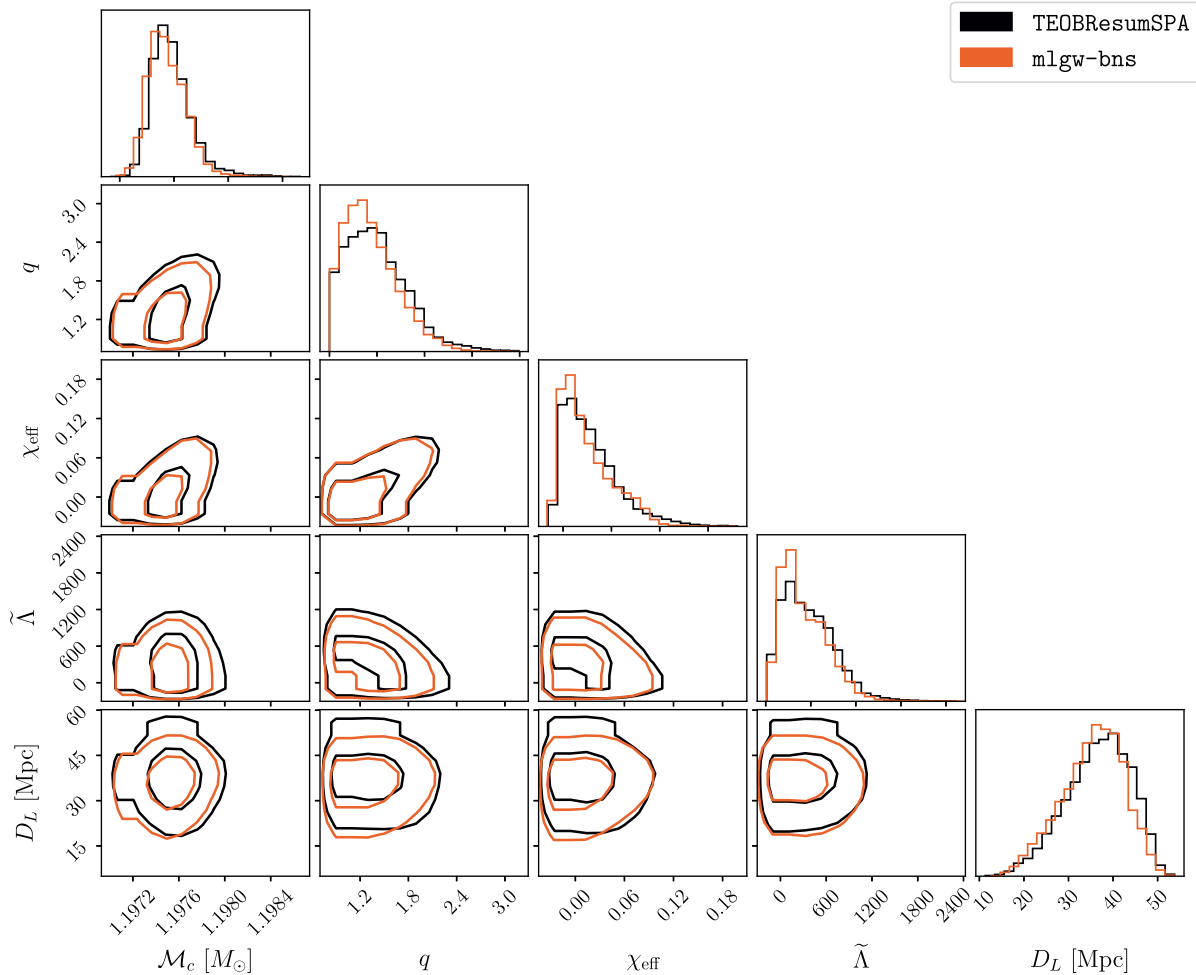 TEOBResumSPA
mlgw-bns
3.0
2.4
1.8
1.2
q
0.18
0.12
0.06
0.00
χeff
2400
1800
1200
600
0
Λ̃
60
45
30
15
D_L [Mpc]
1.1972 1.1976 1.1980 1.1984
1.2 1.8 2.4 3.0
0.00 0.06 0.12 0.18
0 600 1200 1800 2400
10 20 30 40 50
ℳ_c [M_⊙]
q
χeff
Λ̃
D_L [Mpc]